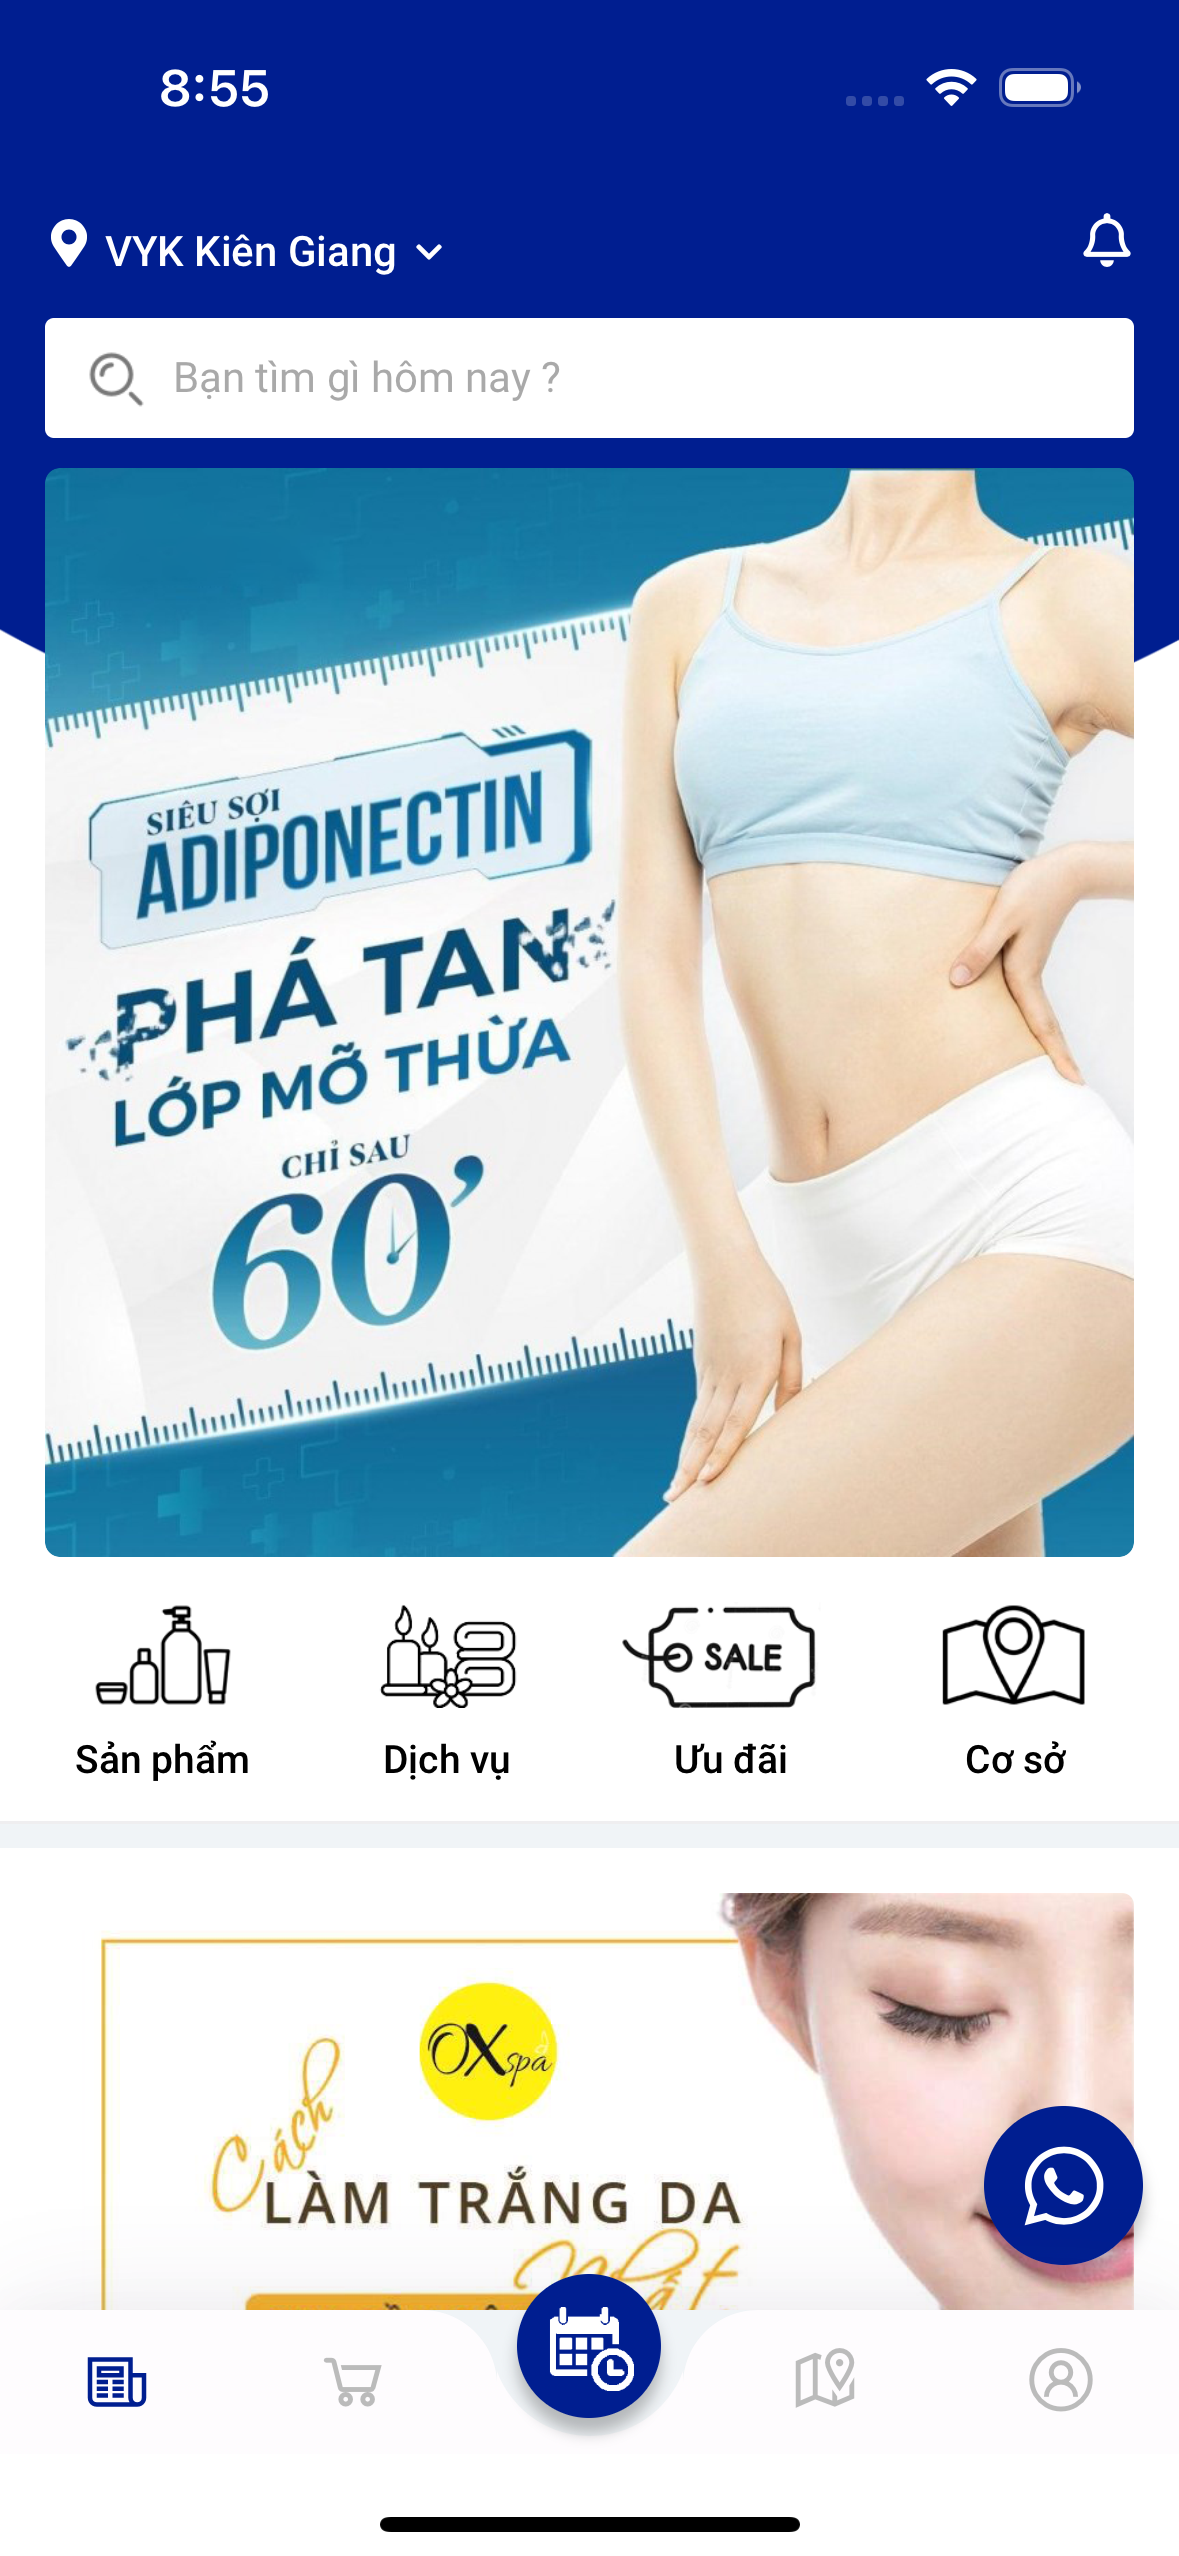 8:55
VYK Kiên Giang
Bạn tìm gì hôm nay ?
SIÊU SỢI
ADIPONECTIN
PHÁ TAN
LỚP MỠ THỪA
CHỈ SAU
60’
SALE
Sản phẩm
Dịch vụ
Ưu đãi
Cơ sở
OXspa
Cách
LÀM TRẮNG DA
Nhất